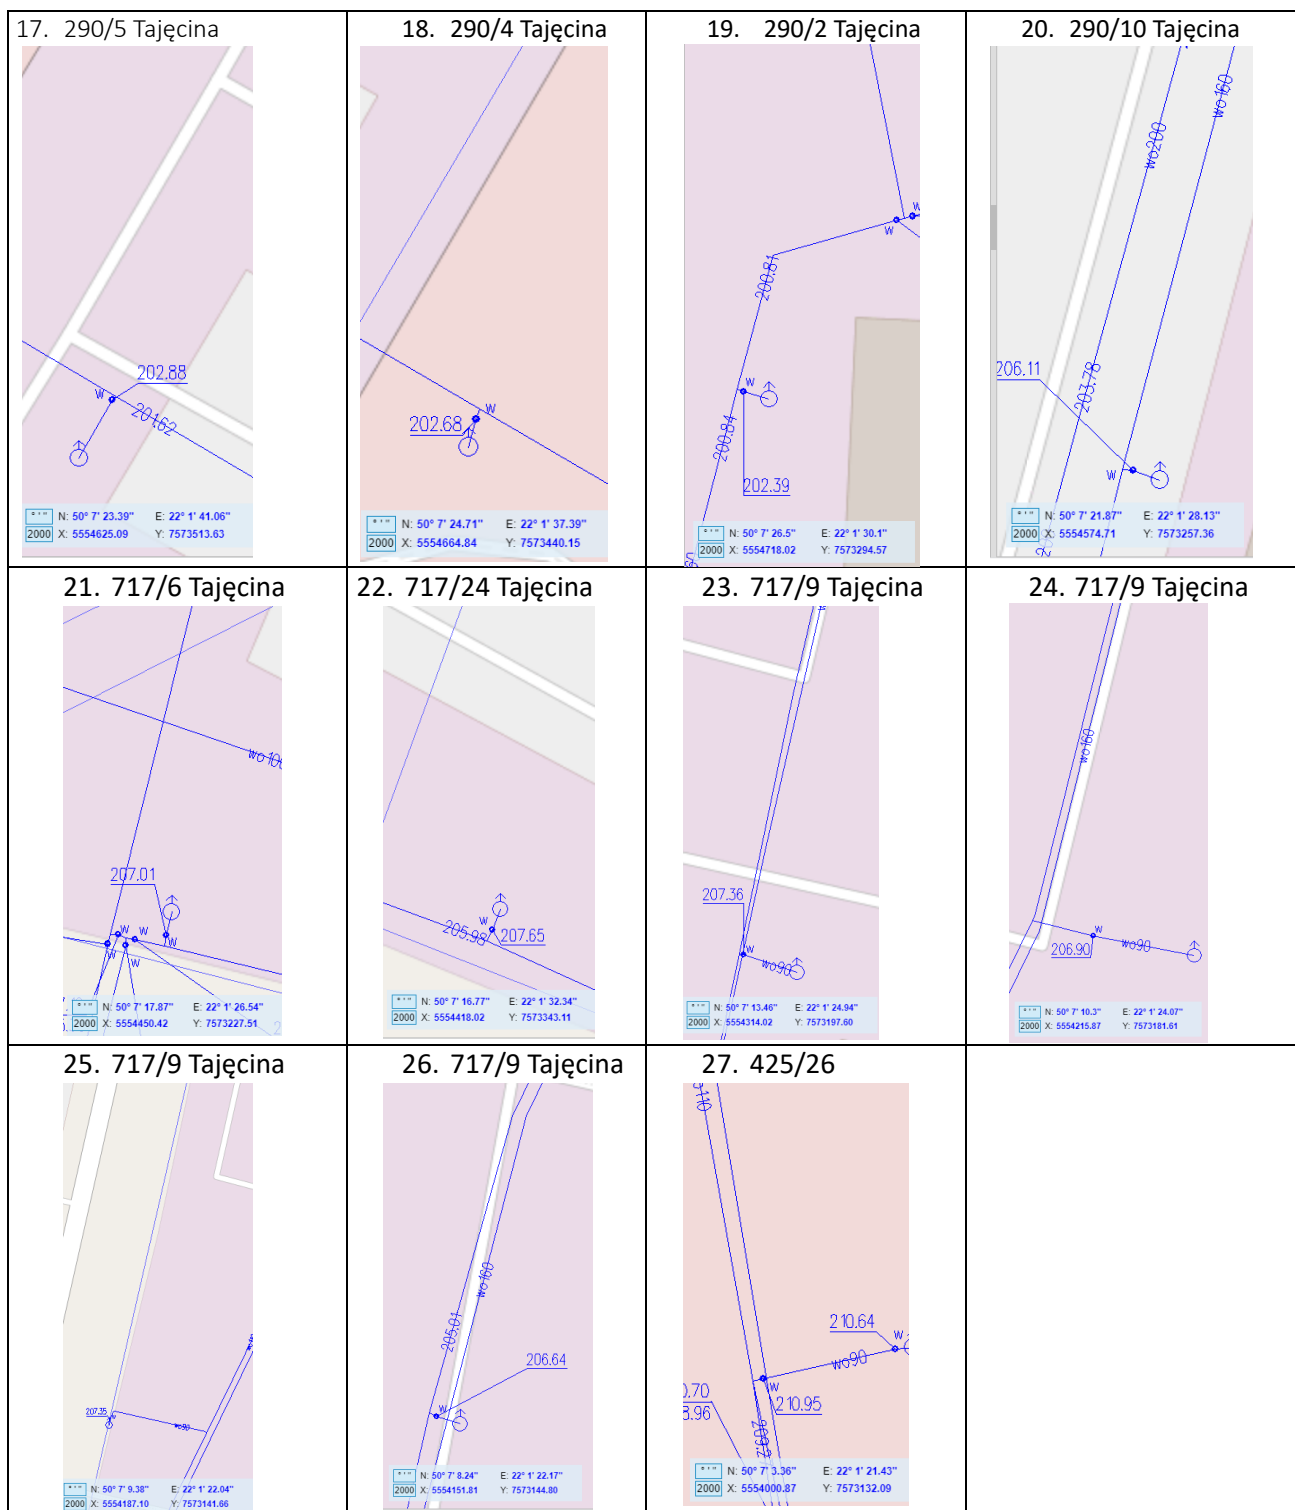 17. 290/5 Tajęcina
202.88
W
201.62
° ' " N: 50° 7' 23.39" E: 22° 1' 41.06"
2000 X: 5554625.09 Y: 7573513.63
18. 290/4 Tajęcina
W
202.68
° ' " N: 50° 7' 24.71" E: 22° 1' 37.39"
2000 X: 5554664.84 Y: 7573440.15
19. 290/2 Tajęcina
W
W
200.81
W
200.84
202.39
° ' " N: 50° 7' 26.5" E: 22° 1' 30.1"
2000 X: 5554718.02 Y: 7573294.57
20. 290/10 Tajęcina
wo160
wo200
206.11
203.78
W
° ' " N: 50° 7' 21.87" E: 22° 1' 28.13"
2000 X: 5554574.71 Y: 7573257.36
21. 717/6 Tajęcina
wo100
207.01
W
W
W
W
° ' " N: 50° 7' 17.87" E: 22° 1' 26.54"
2000 X: 5554450.42 Y: 7573227.51
22. 717/24 Tajęcina
W
205.98
207.65
° ' " N: 50° 7' 16.77" E: 22° 1' 32.34"
2000 X: 5554418.02 Y: 7573343.11
23. 717/9 Tajęcina
207.36
W
wo90
° ' " N: 50° 7' 13.46" E: 22° 1' 24.94"
2000 X: 5554314.02 Y: 7573197.60
24. 717/9 Tajęcina
wo160
W
206.90
wo90
° ' " N: 50° 7' 10.3" E: 22° 1' 24.07"
2000 X: 5554215.87 Y: 7573181.61
25. 717/9 Tajęcina
207.35
wo90
° ' " N: 50° 7' 9.38" E: 22° 1' 22.04"
2000 X: 5554187.10 Y: 7573141.66
26. 717/9 Tajęcina
wo160
205.01
206.64
W
° ' " N: 50° 7' 8.24" E: 22° 1' 22.17"
2000 X: 5554151.81 Y: 7573144.80
27. 425/26
210.64
W
wo90
W
0.70
210.95
8.96
209.2
° ' " N: 50° 7' 3.36" E: 22° 1' 21.43"
2000 X: 5554000.87 Y: 7573132.09